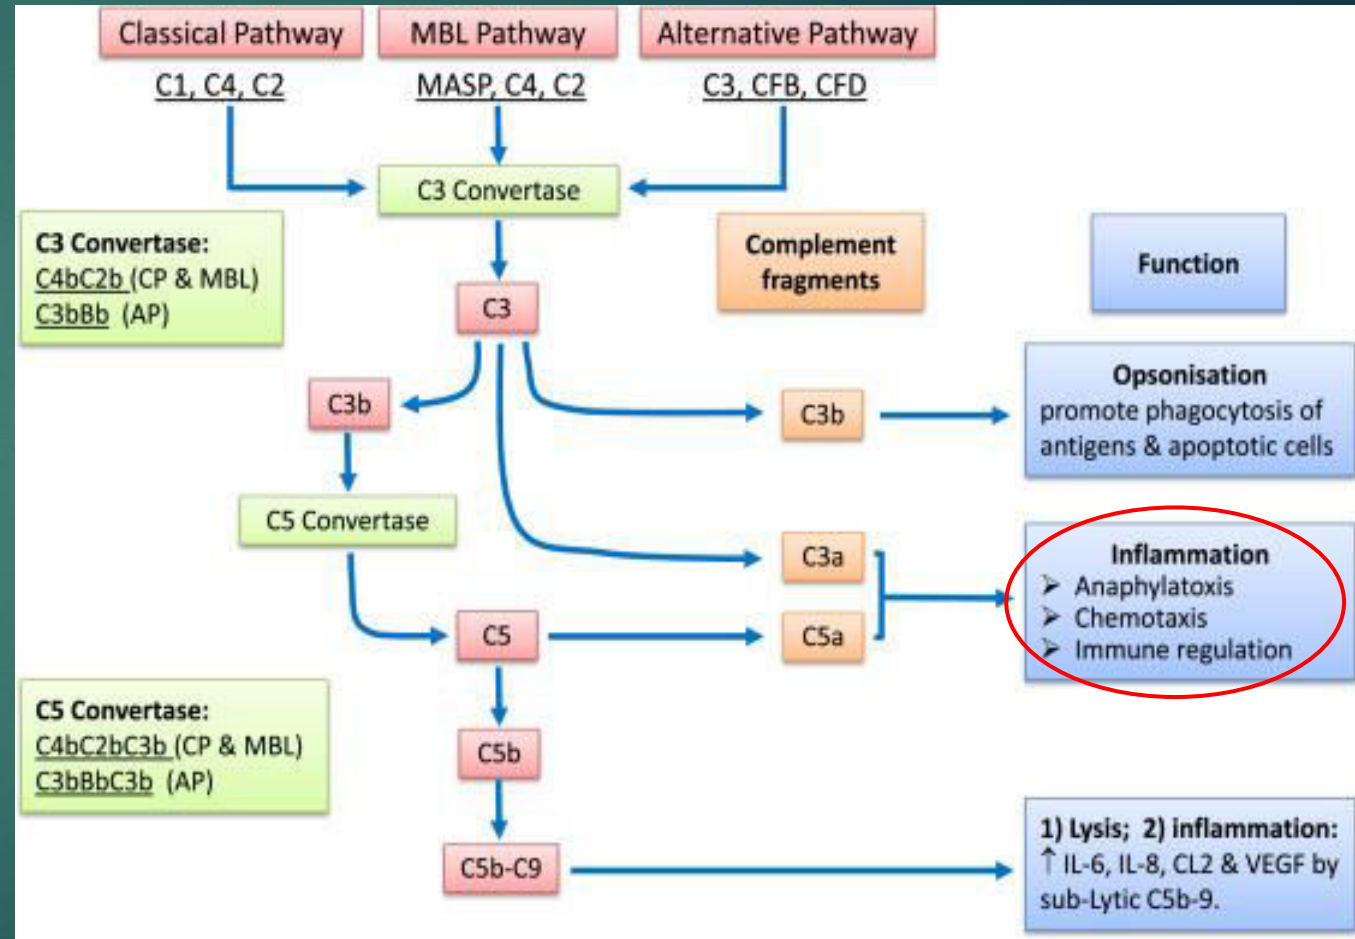 Classical Pathway
MBL Pathway
Alternative Pathway
C1, C4, C2
MASP, C4, C2
C3, CFB, CFD
C3 Convertase
C3 Convertase:
C4bC2b (CP & MBL)
C3bBb (AP)
Complement
fragments
Function
C3
C3b
C3b
Opsonisation
promote phagocytosis of
antigens & apoptotic cells
C5 Convertase
C3a
Inflammation
➢ Anaphylatoxis
➢ Chemotaxis
➢ Immune regulation
C5
C5a
C5 Convertase:
C4bC2bC3b (CP & MBL)
C3bBbC3b (AP)
C5b
C5b-C9
1) Lysis; 2) inflammation:
↑ IL-6, IL-8, CL2 & VEGF by
sub-Lytic C5b-9.